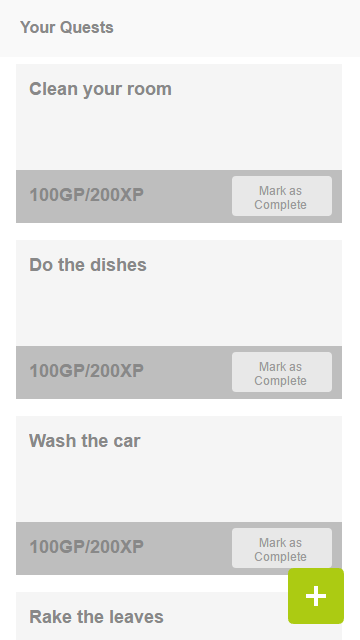 Your Quests
Clean your room
100GP/200XP
Mark as
Complete
Do the dishes
100GP/200XP
Mark as
Complete
Wash the car
100GP/200XP
Mark as
Complete
Rake the leaves